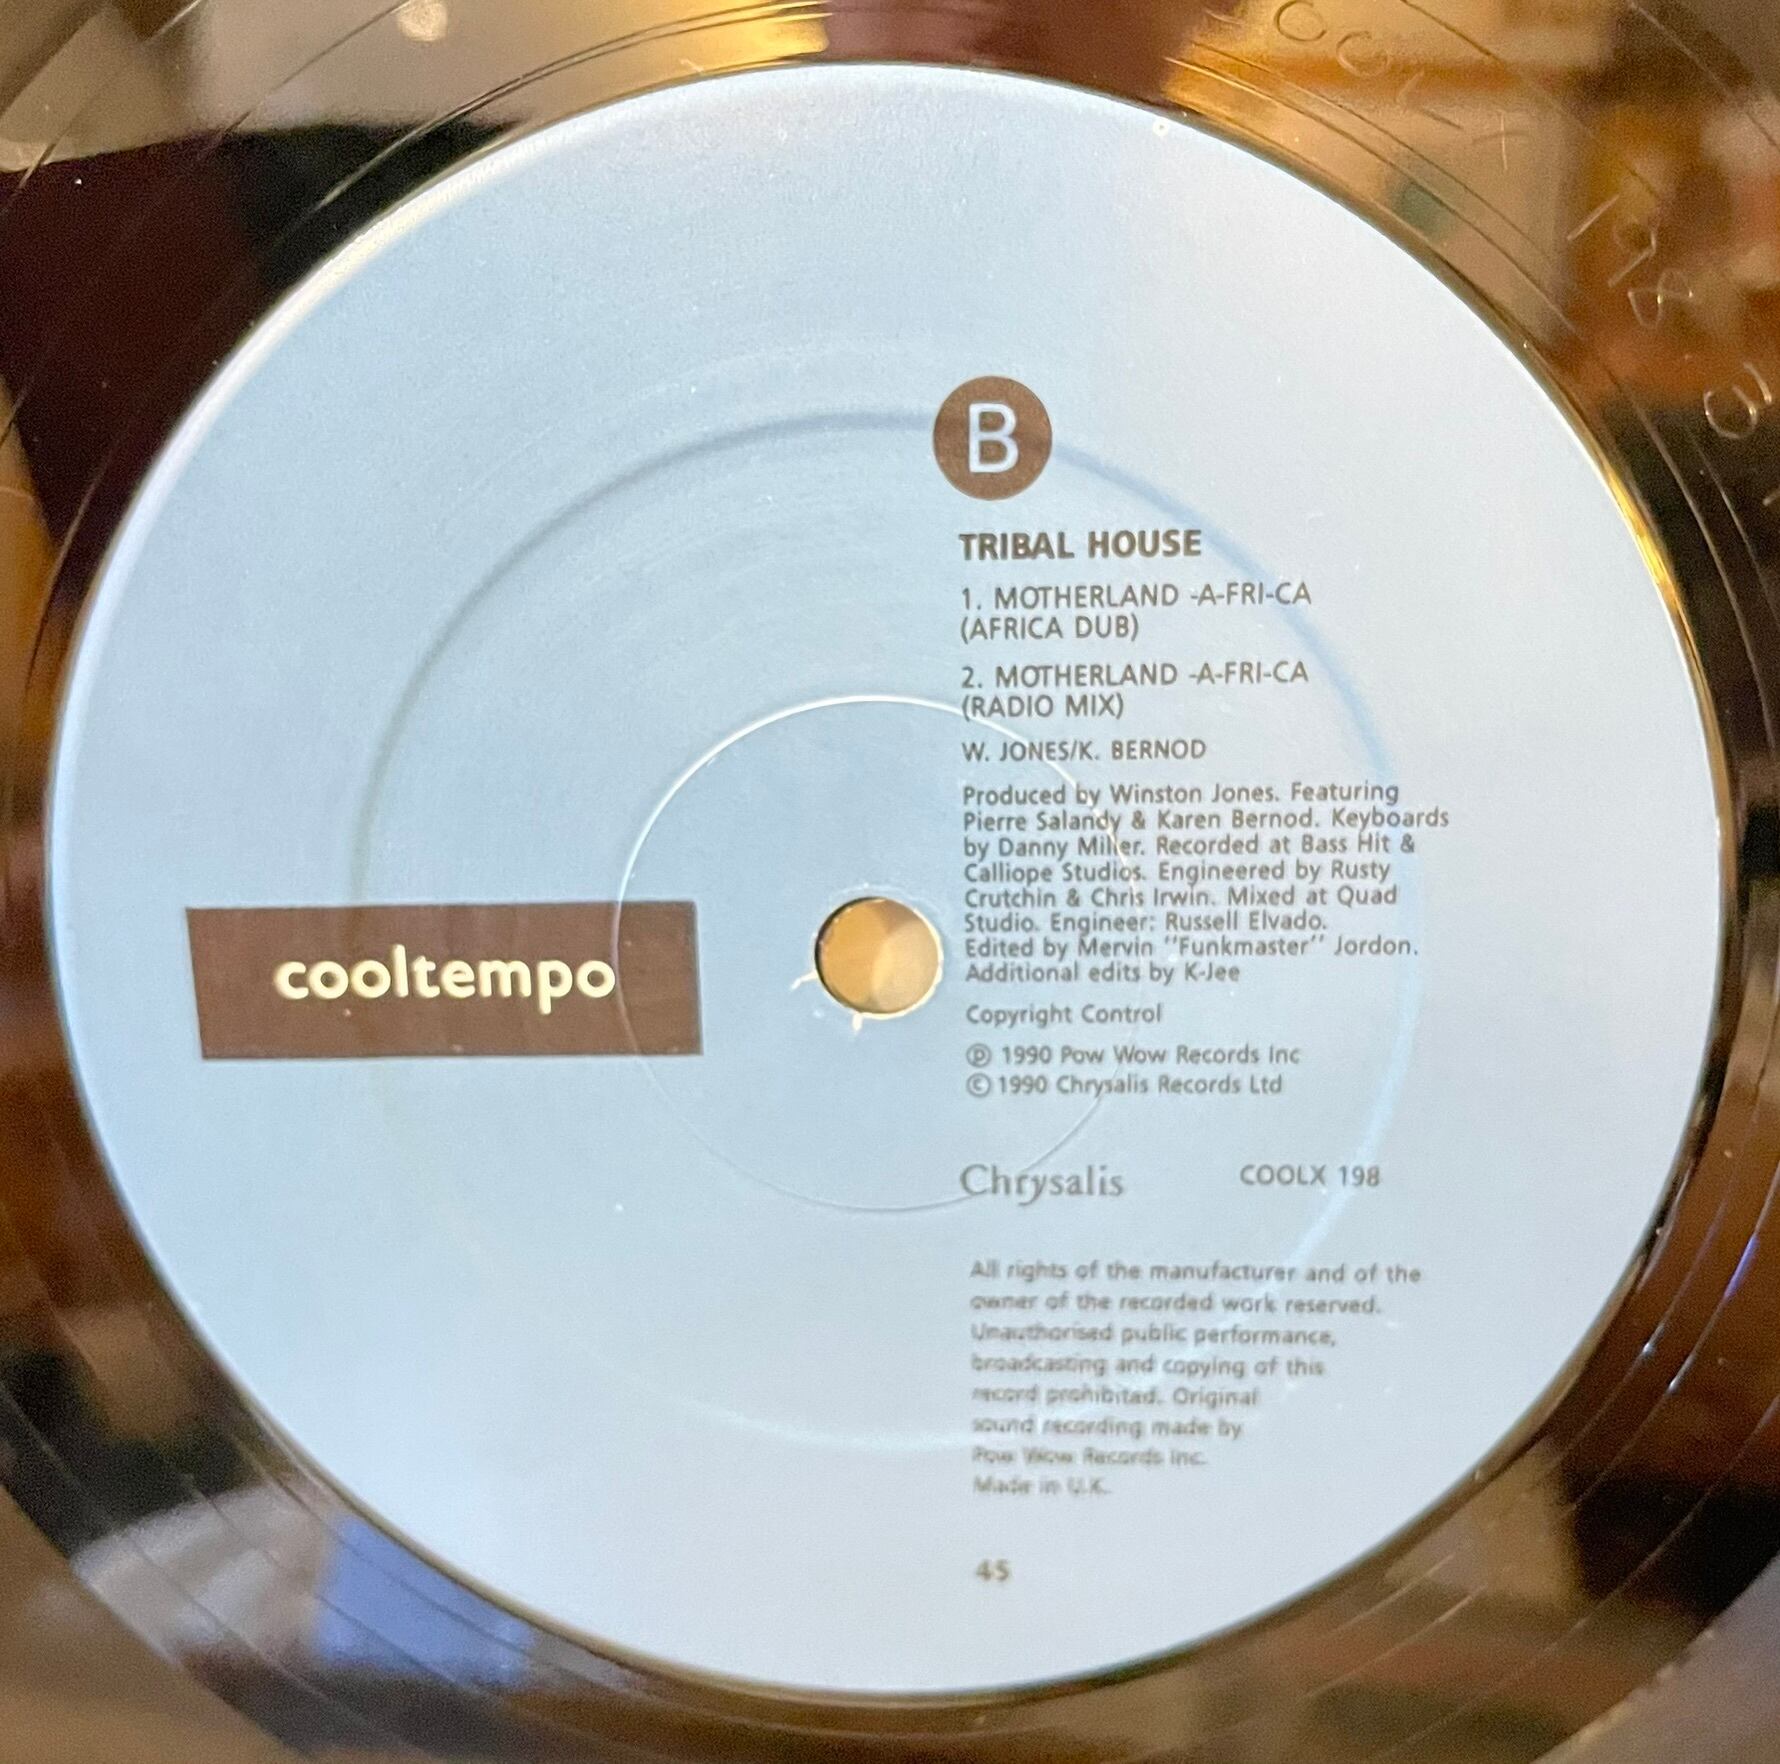 B
TRIBAL HOUSE
1. MOTHERLAND -A-FRI-CA
(AFRICA DUB)
2. MOTHERLAND -A-FRI-CA
(RADIO MIX)
W. JONES/K. BERNOD
Produced by Winston Jones. Featuring
Pierre Salandy & Karen Bernod. Keyboards
by Danny Miller. Recorded at Bass Hit &
Calliope Studios. Engineered by Rusty
Crutchin & Chris Irwin. Mixed at Quad
Studio. Engineer: Russell Elvado.
Edited by Mervin "Funkmaster" Jordon.
Additional edits by K-Jee
cooltempo
Copyright Control
℗ 1990 Pow Wow Records Inc
© 1990 Chrysalis Records Ltd
Chrysalis COOLX 198
All rights of the manufacturer and of the
owner of the recorded work reserved.
Unauthorised public performance,
broadcasting and copying of this
record prohibited. Original
sound recording made by
Pow Wow Records Inc.
Made in U.K.
45